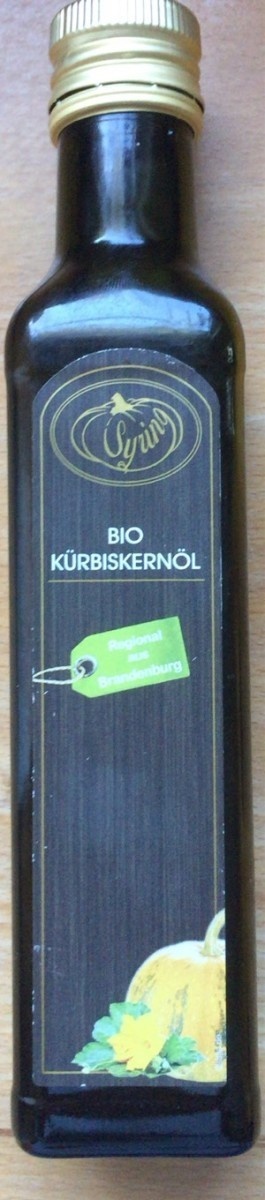 Syring
BIO
KÜRBISKERNÖL
Regional
aus
Brandenburg